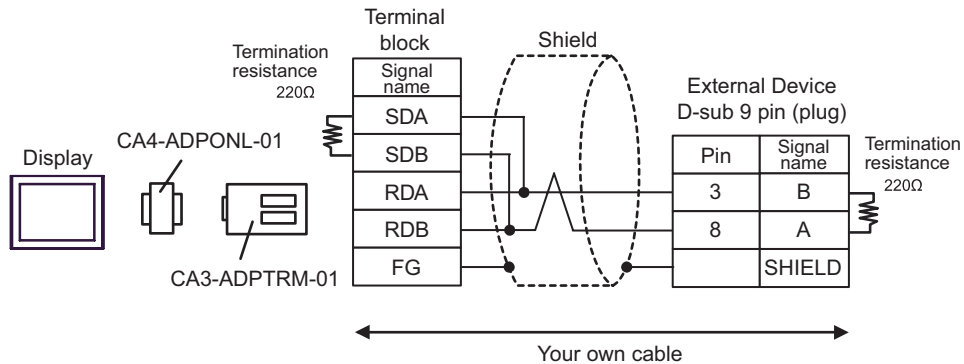 Terminal
block
Shield
Termination
resistance
220Ω
External Device
D-sub 9 pin (plug)
Signal
name
SDA
SDB
RDA
RDB
FG
CA4-ADPONL-01
Display
CA3-ADPTRM-01
Pin
Signal
name
3
B
8
A
SHIELD
Termination
resistance
220Ω
Your own cable